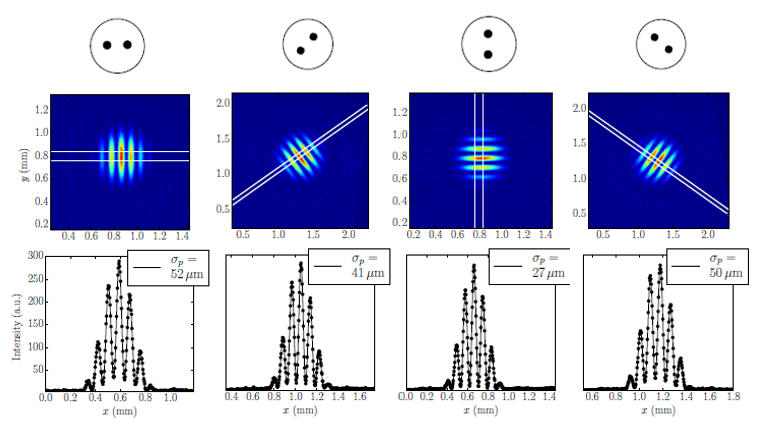 y (mm)
1.2
1.0
0.8
0.6
0.4
0.2
0.4 0.6 0.8 1.0 1.2 1.4
2.0
1.5
1.0
0.5
0.5 1.0 1.5 2.0
1.2
1.0
0.8
0.6
0.4
0.2
0.2 0.4 0.6 0.8 1.0 1.2
2.0
1.5
1.0
0.5
0.5 1.0 1.5 2.0
Intensity (a.u.)
300
250
200
150
100
50
σp =
52 μm
0.0 0.2 0.4 0.6 0.8 1.0
x (mm)
σp =
41 μm
0.4 0.6 0.8 1.0 1.2 1.4 1.6
x (mm)
σp =
27 μm
0.0 0.2 0.4 0.6 0.8 1.0 1.2 1.4
x (mm)
σp =
50 μm
0.6 0.8 1.0 1.2 1.4 1.6 1.8
x (mm)